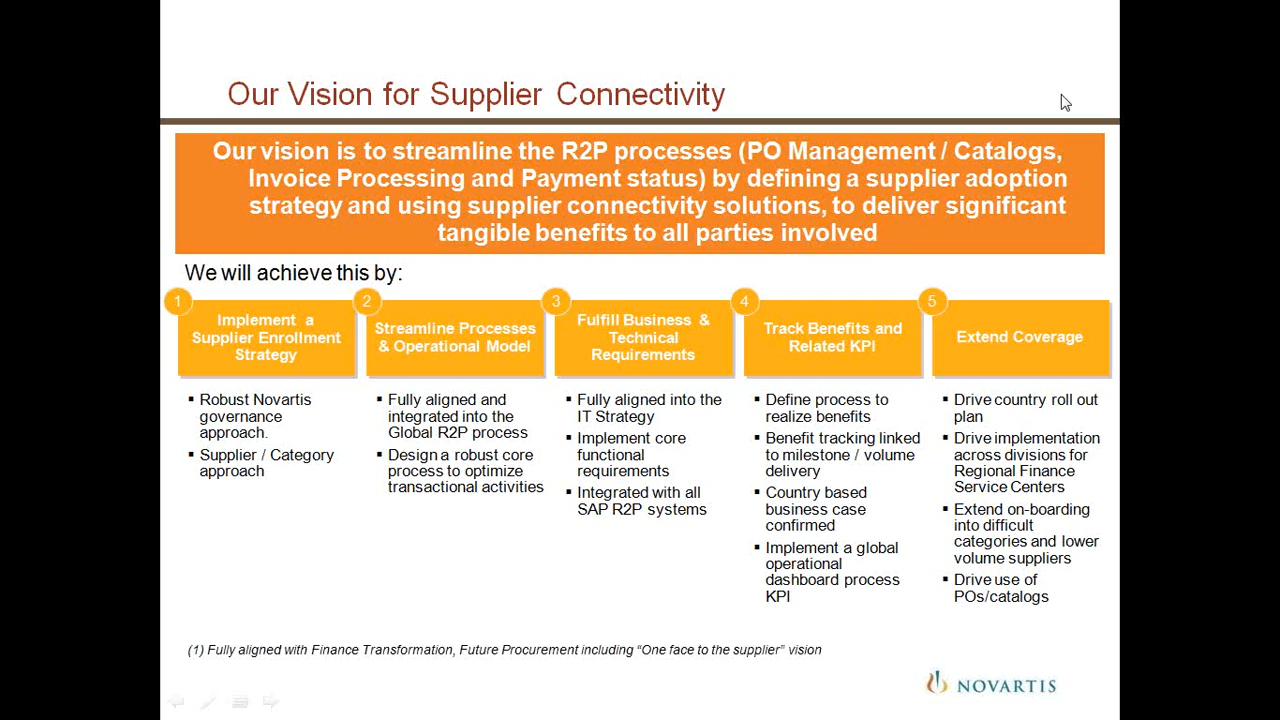 Our Vision for Supplier Connectivity
Our vision is to streamline the R2P processes (PO Management / Catalogs,
Invoice Processing and Payment status) by defining a supplier adoption
strategy and using supplier connectivity solutions, to deliver significant
tangible benefits to all parties involved
We will achieve this by:
1
Implement a
Supplier Enrollment
Strategy
▪ Robust Novartis
governance
approach.
▪ Supplier / Category
approach
2
Streamline Processes
& Operational Model
▪ Fully aligned and
integrated into the
Global R2P process
▪ Design a robust core
process to optimize
transactional activities
3
Fulfill Business &
Technical
Requirements
▪ Fully aligned into the
IT Strategy
▪ Implement core
functional
requirements
▪ Integrated with all
SAP R2P systems
4
Track Benefits and
Related KPI
▪ Define process to
realize benefits
▪ Benefit tracking linked
to milestone / volume
delivery
▪ Country based
business case
confirmed
▪ Implement a global
operational
dashboard process
KPI
5
Extend Coverage
▪ Drive country roll out
plan
▪ Drive implementation
across divisions for
Regional Finance
Service Centers
▪ Extend on-boarding
into difficult
categories and lower
volume suppliers
▪ Drive use of
POs/catalogs
(1) Fully aligned with Finance Transformation, Future Procurement including “One face to the supplier” vision
NOVARTIS